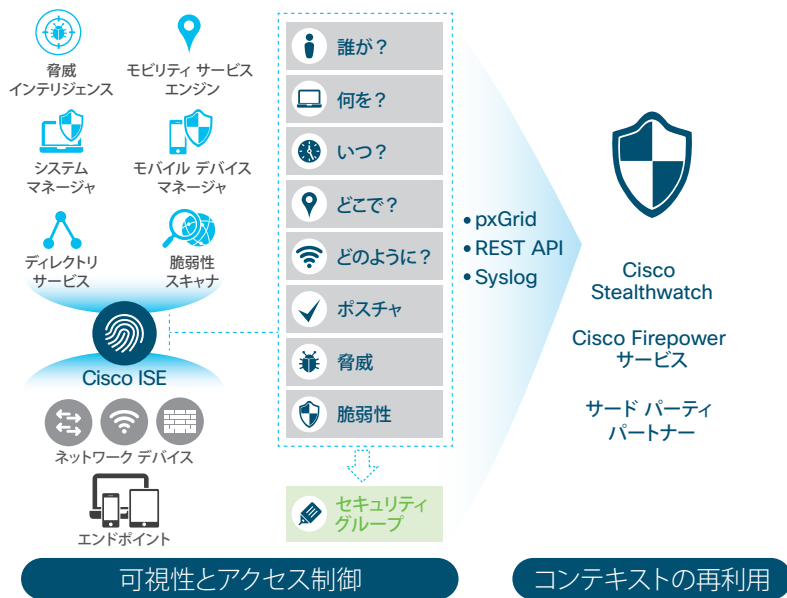 脅威
インテリジェンス
モビリティ サービス
エンジン
システム
マネージャ
モバイル デバイス
マネージャ
ディレクトリ
サービス
脆弱性
スキャナ
Cisco ISE
ネットワーク デバイス
エンドポイント
誰が？
何を？
いつ？
どこで？
どのように？
ポスチャ
脅威
脆弱性
セキュリティ
グループ
•pxGrid
•REST API
•Syslog
Cisco
Stealthwatch
Cisco Firepower
サービス
サード パーティ
パートナー
可視性とアクセス制御
コンテキストの再利用